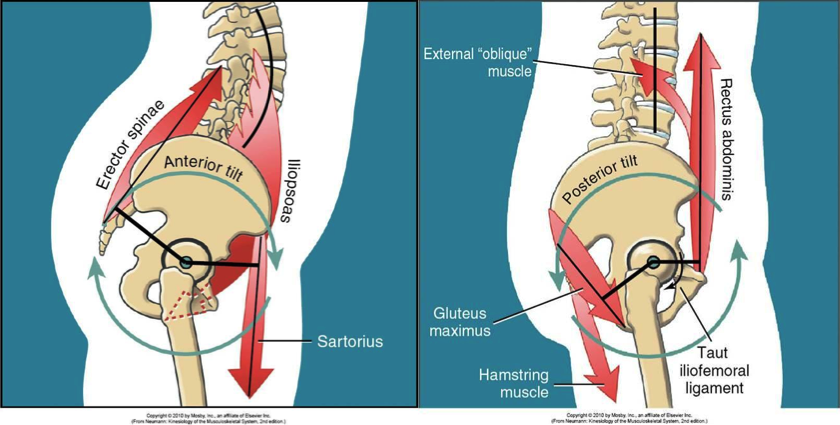 Erector spinae
Anterior tilt
Iliopsoas
Sartorius
Copyright © 2010 by Mosby, Inc., an affiliate of Elsevier Inc.
(From Neumann: Kinesiology of the Musculoskeletal System, 2nd edition.)
External “oblique”
muscle
Rectus abdominis
Posterior tilt
Gluteus
maximus
Hamstring
muscle
Taut
iliofemoral
ligament
Copyright © 2010 by Mosby, Inc., an affiliate of Elsevier Inc.
(From Neumann: Kinesiology of the Musculoskeletal System, 2nd edition.)